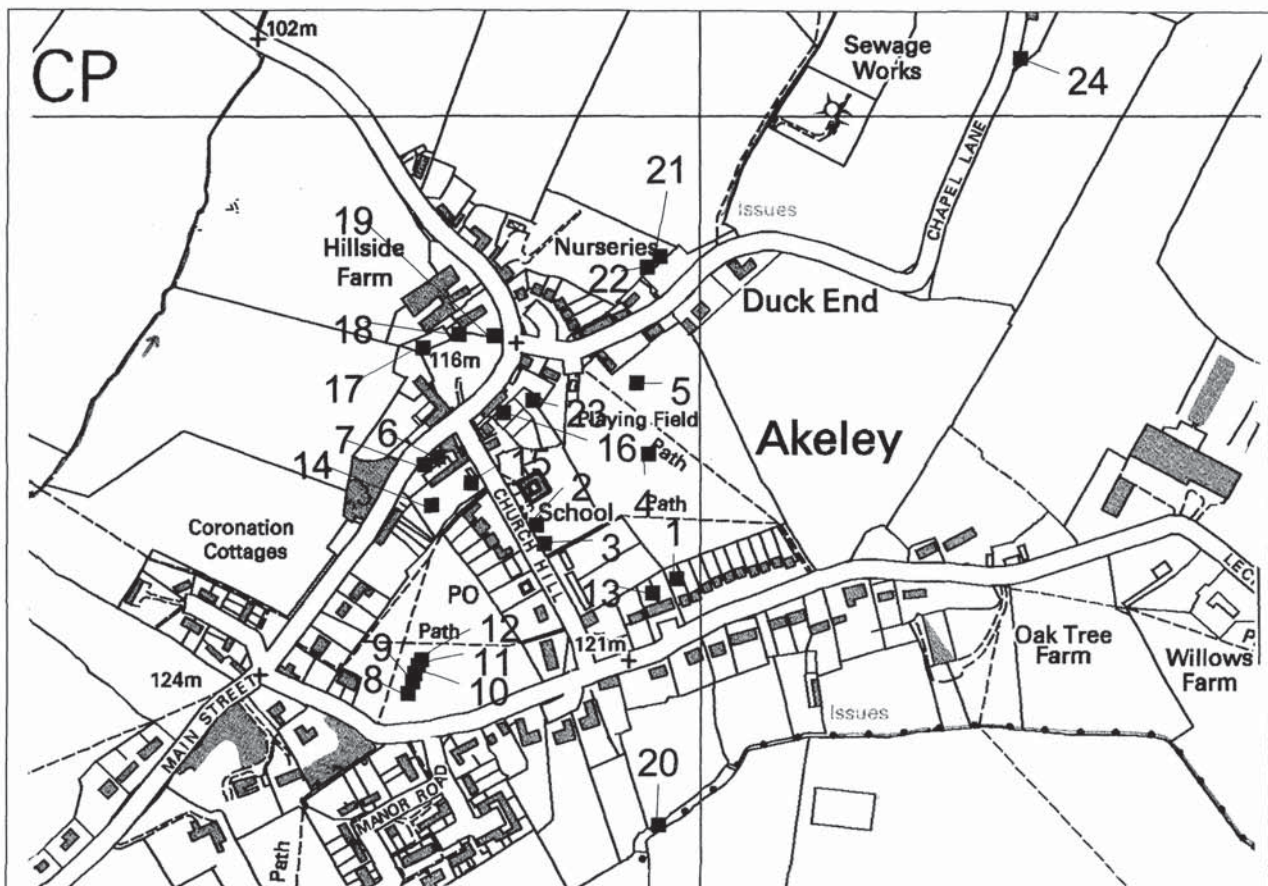 102m
CP
Sewage
Works
24
CHAPEL LANE
21
Issues
19
Hillside
Farm
Nurseries
22
Duck End
18
116m
17
5
23
Playing Field
Akeley
6
7
16
Path
14
15
2
4
Path
School
CHURCH HILL
Coronation
Cottages
3
1
13
PO
Path
12
9
11
121m
8
10
124m
MAIN STREET
Oak Tree
Farm
Willows
Farm
Issues
20
MANOR ROAD
Path